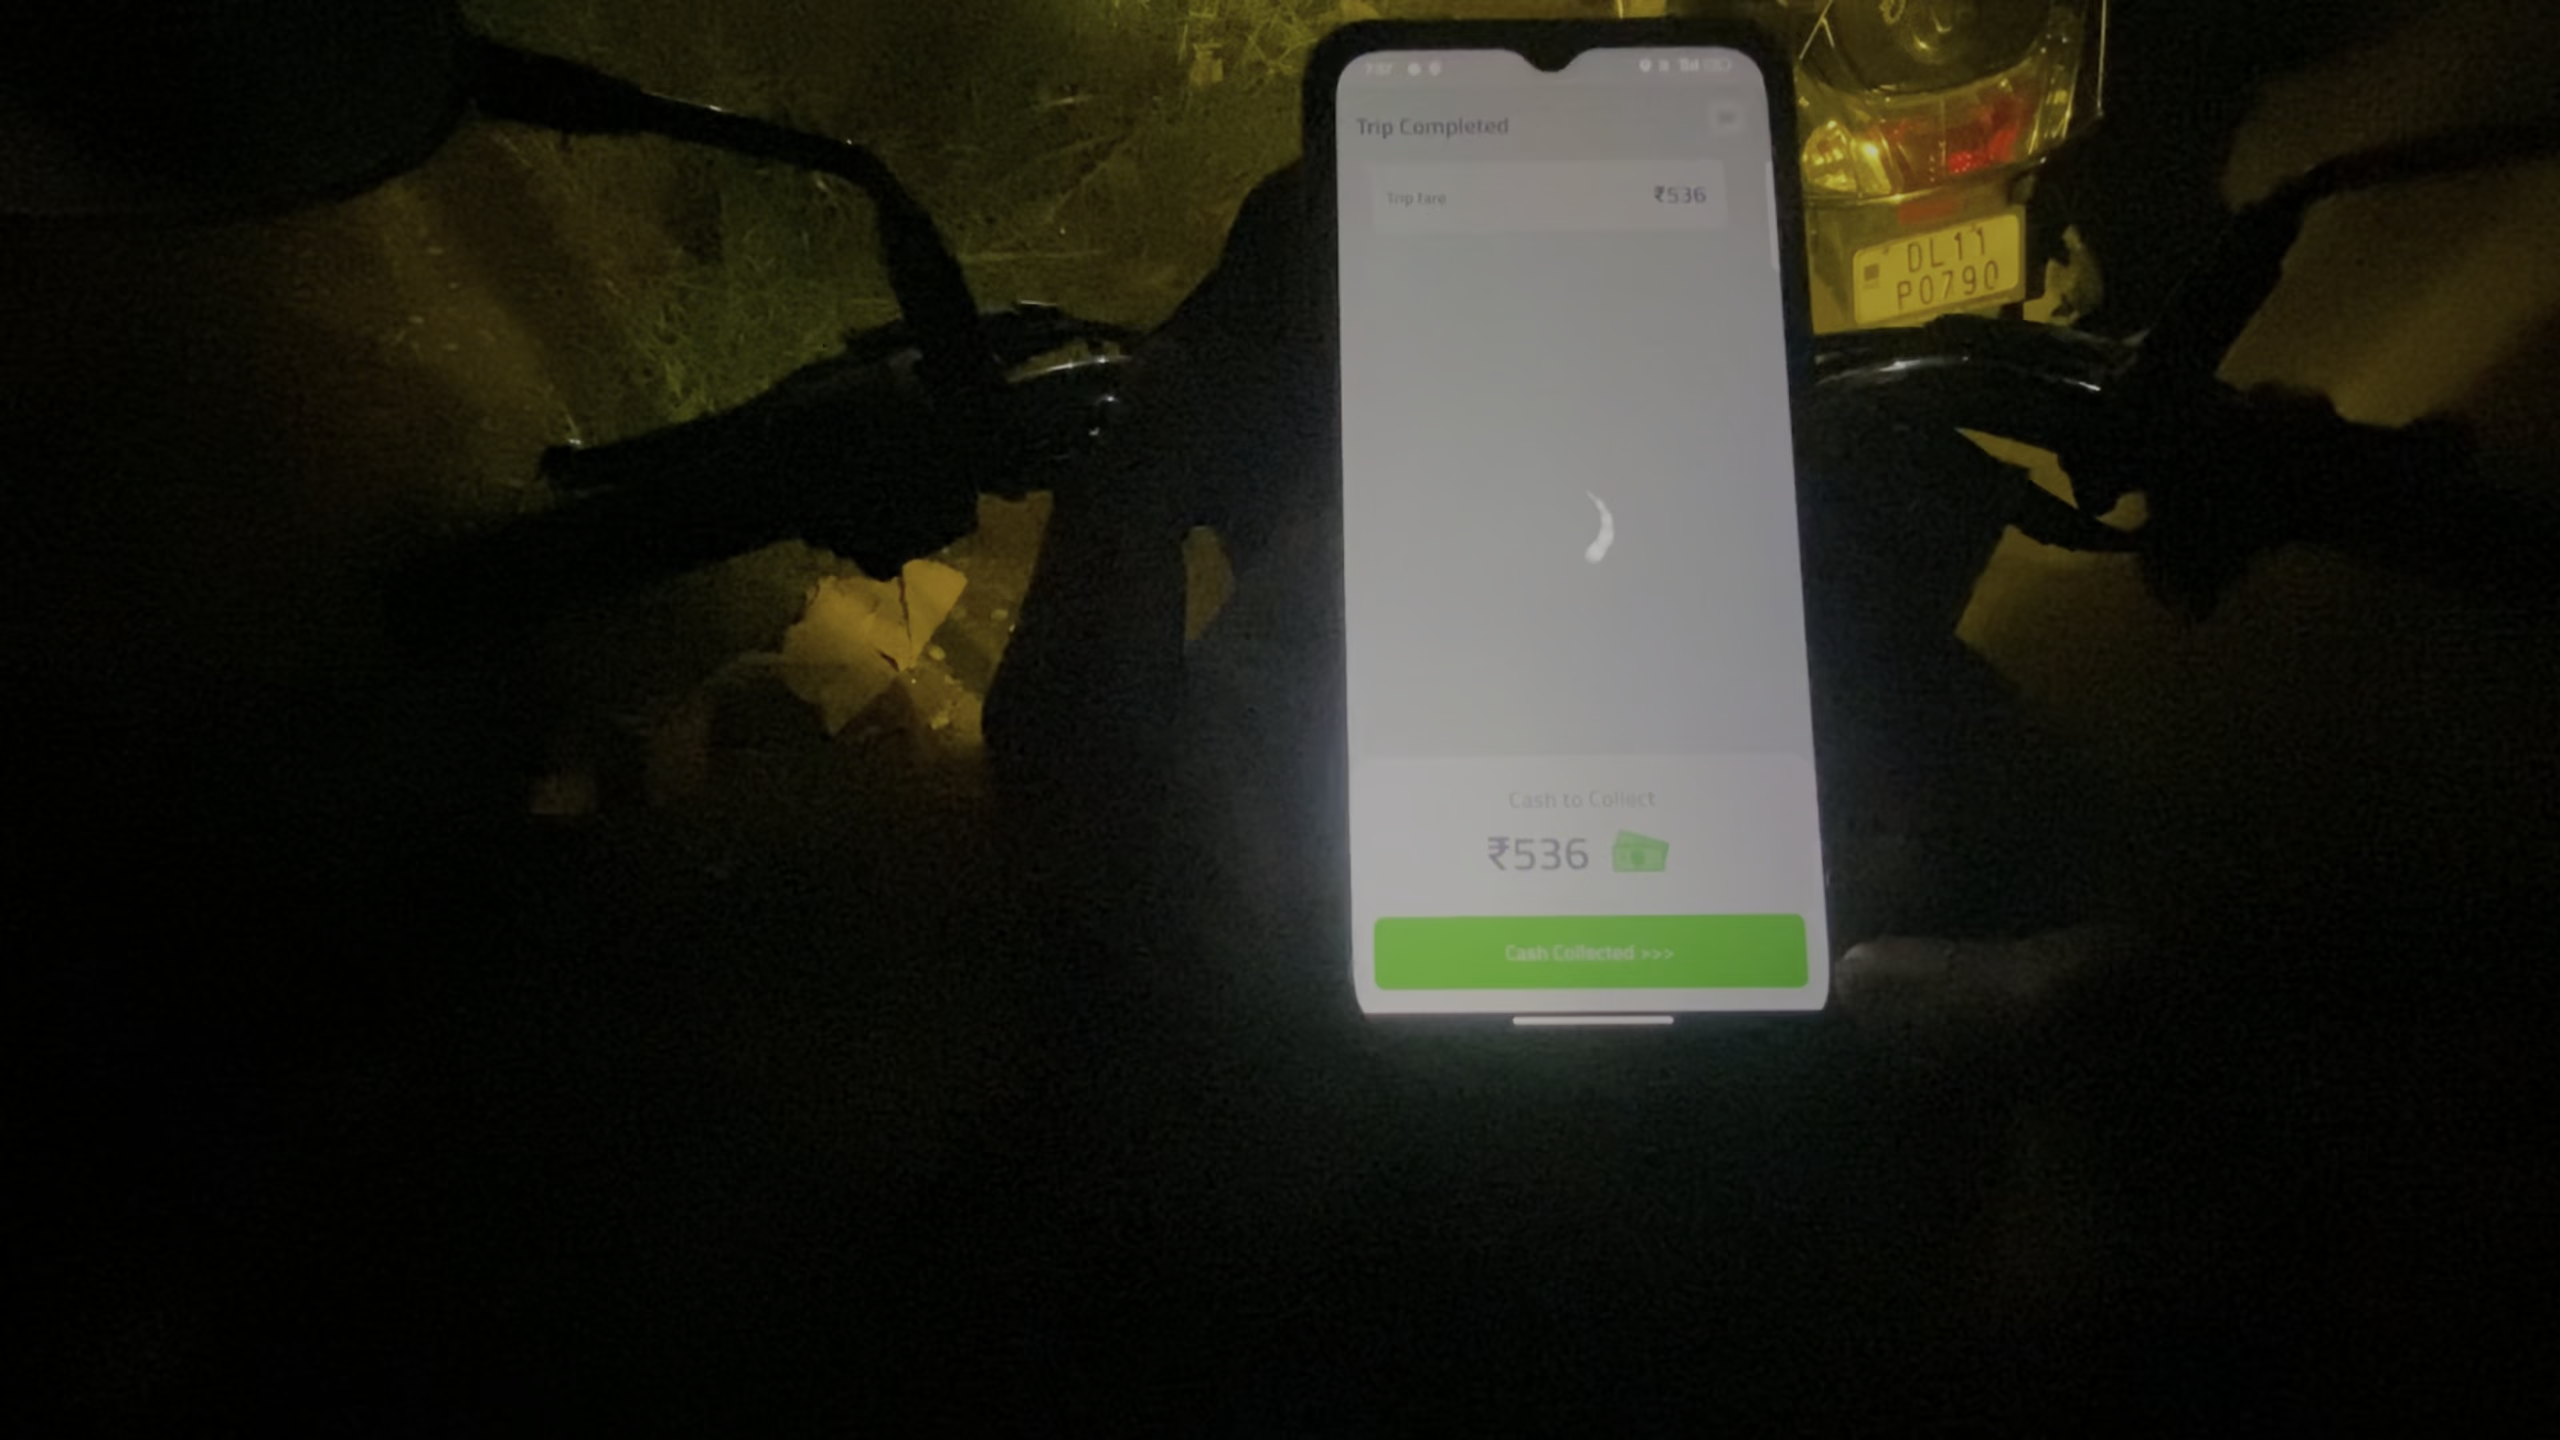 Trip Completed
Trip fare ₹536
DL11
P0790
Cash to Collect
₹536
Cash Collected >>>